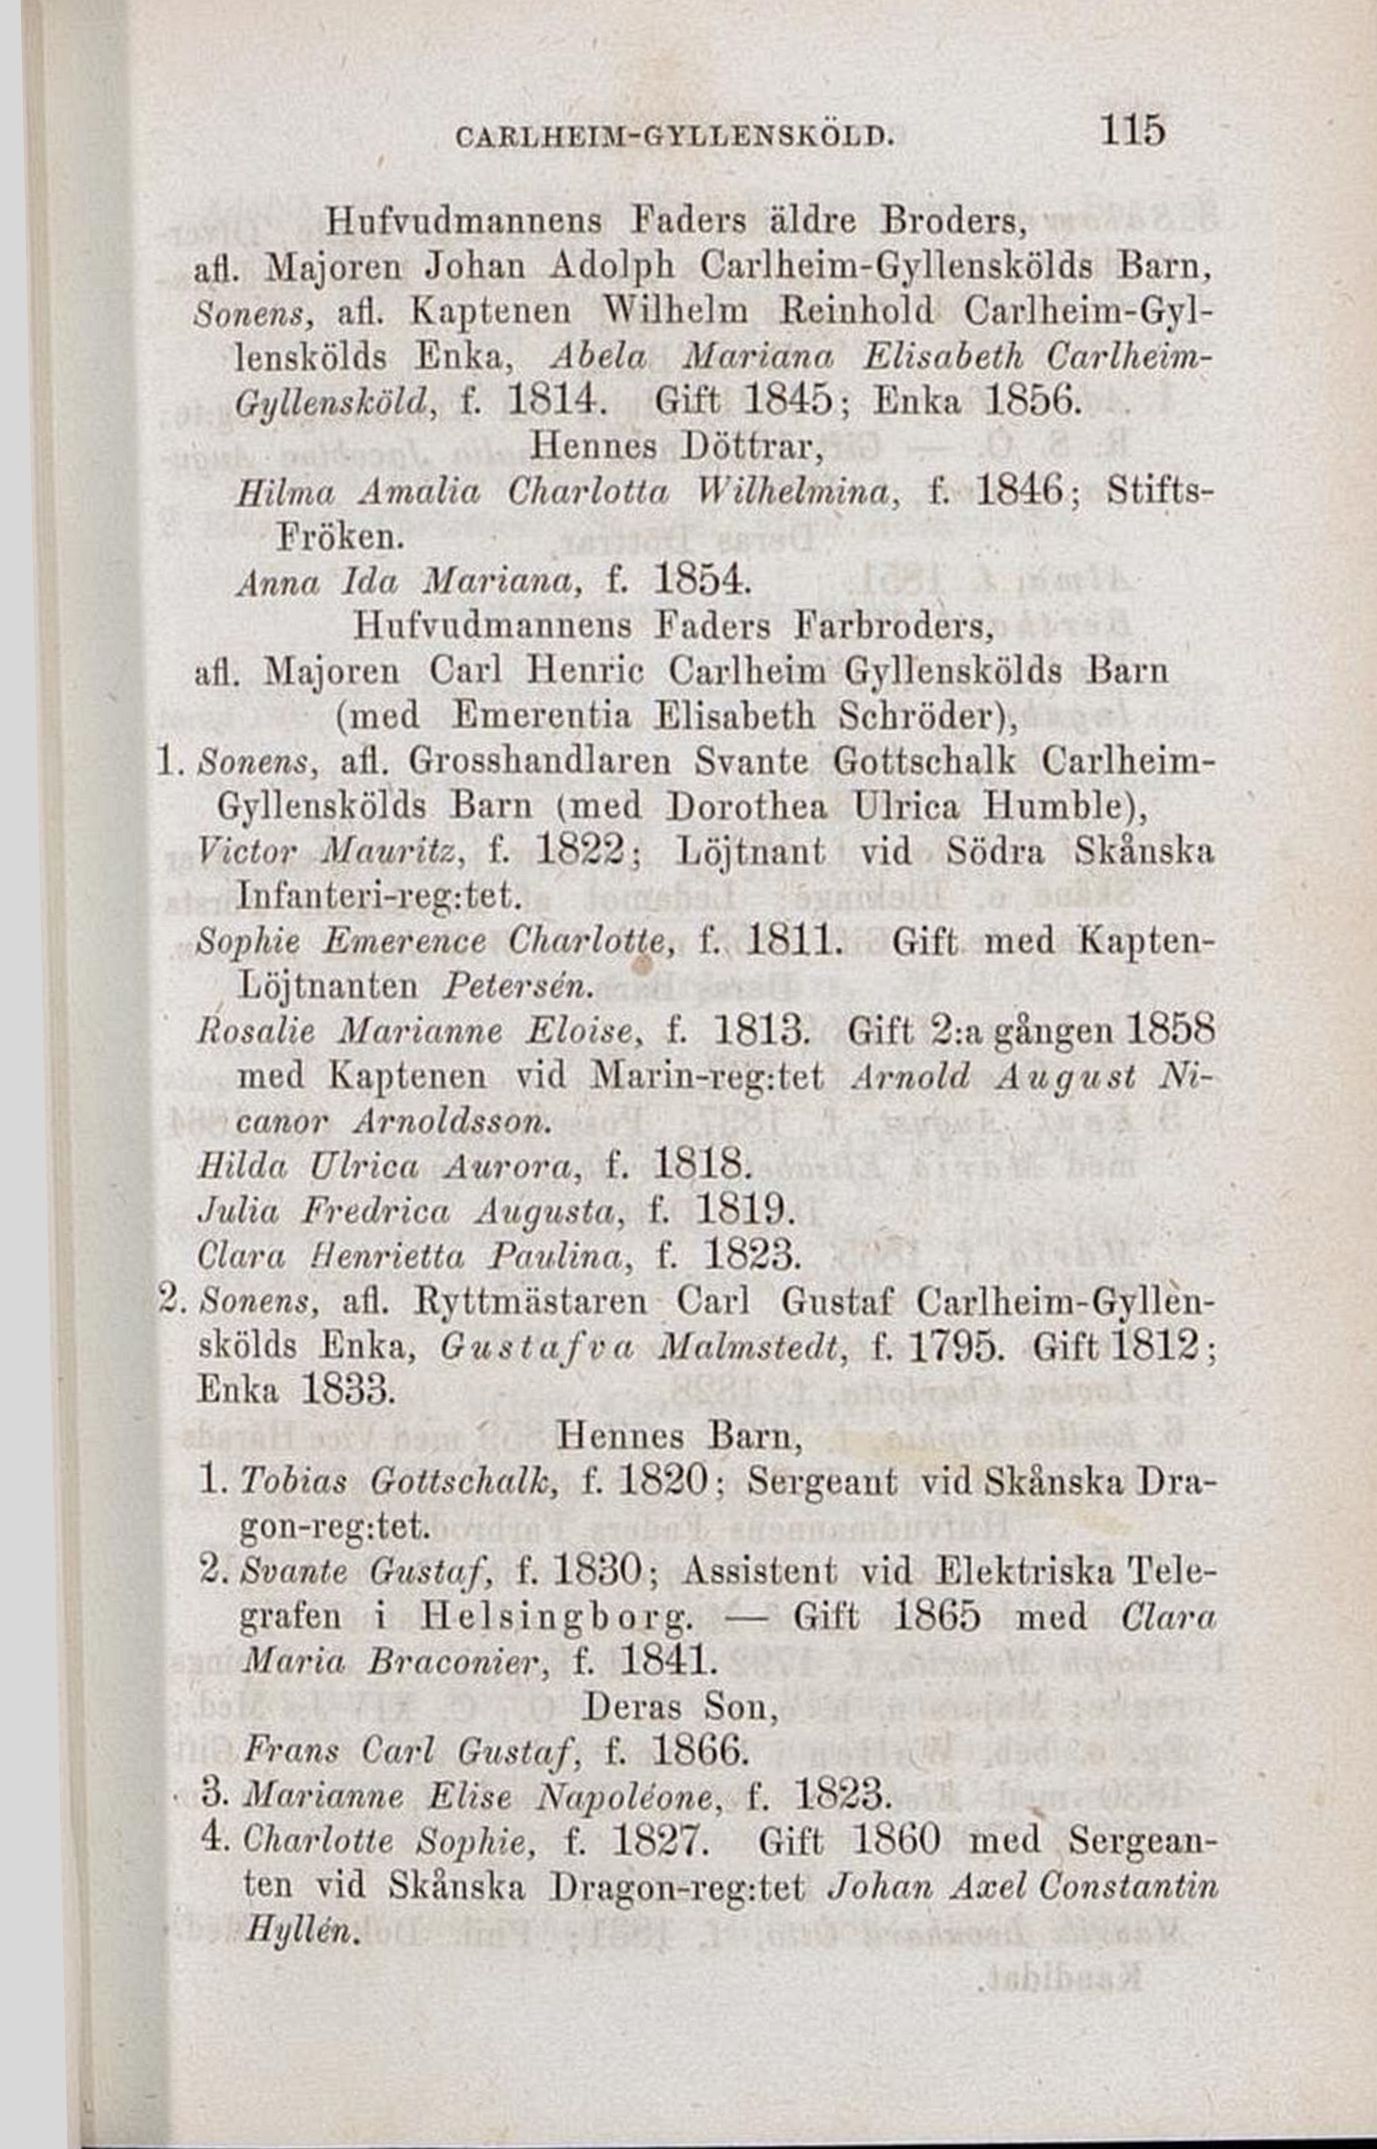 CARLHEIM-GYLLENSKÖLD. 115
Hufvudmannens Faders äldre Broders,
afl. Majoren Johan Adolph Carlheim-Gyllenskölds Barn,
Sonens, afl. Kaptenen Wilhelm Reinhold Carlheim-Gyl-
lenskölds Enka, Abela Mariana Elisabeth Carlheim-
Gyllensköld, f. 1814. Gift 1845; Enka 1856.
Hennes Döttrar,
Hilma Amalia Charlotta Wilhelmina, f. 1846; Stifts-
Fröken.
Anna Ida Mariana, f. 1854.
Hufvudmannens Faders Farbroders,
afl. Majoren Carl Henric Carlheim Gyllenskölds Barn
(med Emerentia Elisabeth Schröder),
1. Sonens, afl. Grosshandlaren Svante Gottschalk Carlheim-
Gyllenskölds Barn (med Dorothea Ulrica Humble),
Victor Mauritz, f. 1822; Löjtnant vid Södra Skånska
Infanteri-reg:tet.
Sophie Emerence Charlotte, f. 1811. Gift med Kapten-
Löjtnanten Petersén.
Rosalie Marianne Eloise, f. 1813. Gift 2:a gången 1858
med Kaptenen vid Marin-reg:tet Arnold August Ni-
canor Arnoldsson.
Hilda Ulrica Aurora, f. 1818.
Julia Fredrica Augusta, f. 1819.
Clara Henrietta Paulina, f. 1823.
2. Sonens, afl. Ryttmästaren Carl Gustaf Carlheim-Gyllen-
skölds Enka, Gustafva Malmstedt, f. 1795. Gift 1812;
Enka 1833.
Hennes Barn,
1. Tobias Gottschalk, f. 1820; Sergeant vid Skånska Dra-
gon-reg:tet.
2. Svante Gustaf, f. 1830; Assistent vid Elektriska Tele-
grafen i Helsingborg. — Gift 1865 med Clara
Maria Braconier, f. 1841.
Deras Son,
Frans Carl Gustaf, f. 1866.
3. Marianne Elise Napoléone, f. 1823.
4. Charlotte Sophie, f. 1827. Gift 1860 med Sergean-
ten vid Skånska Dragon-reg:tet Johan Axel Constantin
Hyllén.